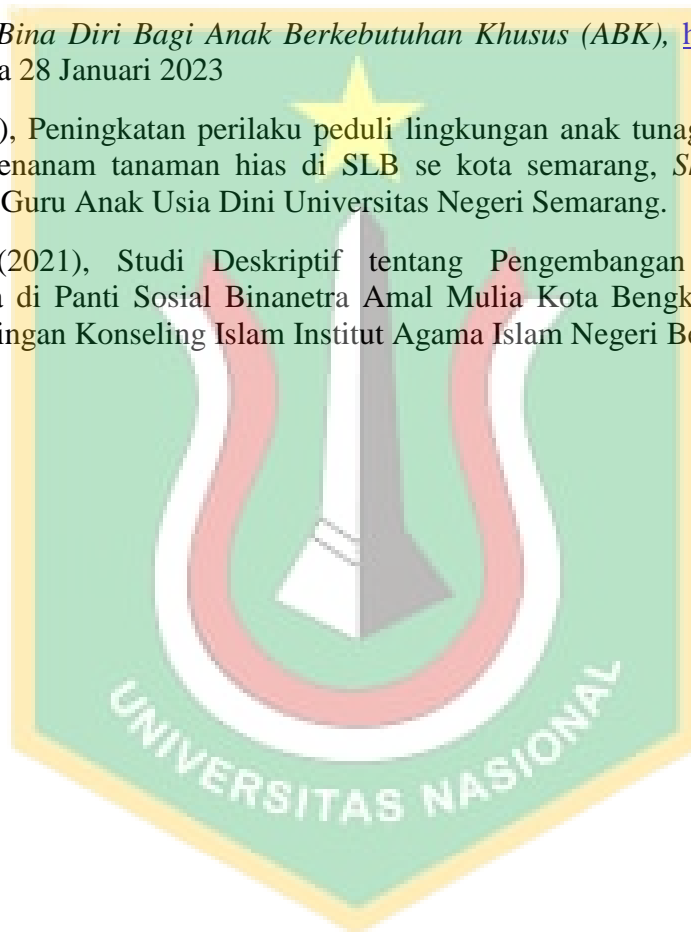 Bina Diri Bagi Anak Berkebutuhan Khusus (ABK), h
a 28 Januari 2023
), Peningkatan perilaku peduli lingkungan anak tunag
enanam tanaman hias di SLB se kota semarang, S
Guru Anak Usia Dini Universitas Negeri Semarang.
(2021), Studi Deskriptif tentang Pengembangan
a di Panti Sosial Binanetra Amal Mulia Kota Bengk
ingan Konseling Islam Institut Agama Islam Negeri Be
UNIVERSITAS NASIONAL